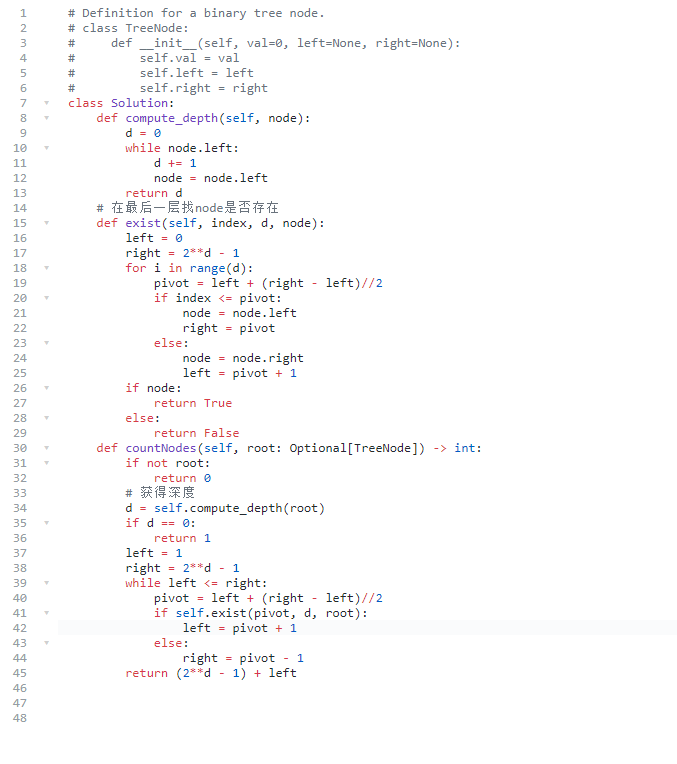 1 # Definition for a binary tree node.
2 # class TreeNode:
3 #     def __init__(self, val=0, left=None, right=None):
4 #         self.val = val
5 #         self.left = left
6 #         self.right = right
7 class Solution:
8     def compute_depth(self, node):
9         d = 0
10         while node.left:
11             d += 1
12             node = node.left
13         return d
14     # 在最后一层找node是否存在
15     def exist(self, index, d, node):
16         left = 0
17         right = 2**d - 1
18         for i in range(d):
19             pivot = left + (right - left)//2
20             if index <= pivot:
21                 node = node.left
22                 right = pivot
23             else:
24                 node = node.right
25                 left = pivot + 1
26         if node:
27             return True
28         else:
29             return False
30     def countNodes(self, root: Optional[TreeNode]) -> int:
31         if not root:
32             return 0
33         # 获得深度
34         d = self.compute_depth(root)
35         if d == 0:
36             return 1
37         left = 1
38         right = 2**d - 1
39         while left <= right:
40             pivot = left + (right - left)//2
41             if self.exist(pivot, d, root):
42                 left = pivot + 1
43             else:
44                 right = pivot - 1
45         return (2**d - 1) + left
46
47
48